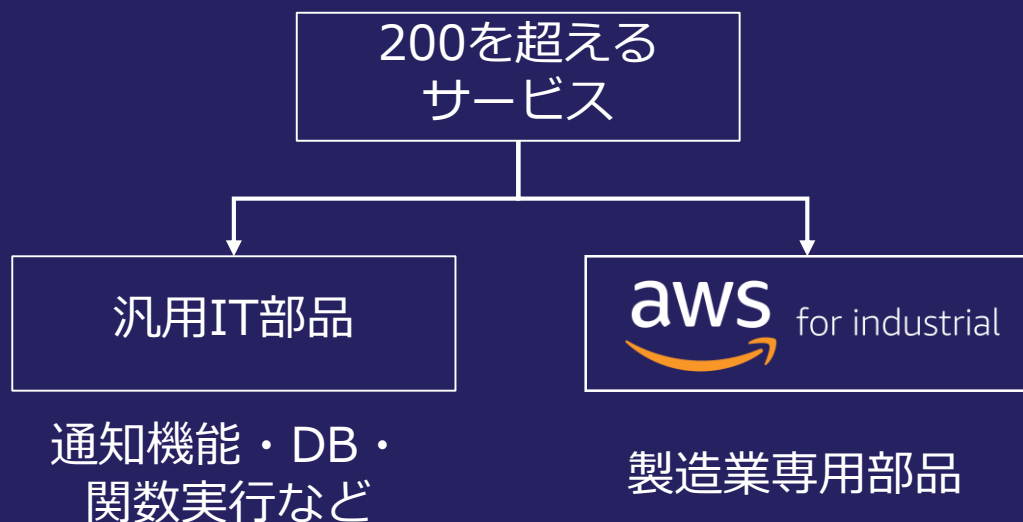 200を超える
サービス
汎用IT部品
aws for industrial
通知機能・DB・
関数実行など
製造業専用部品